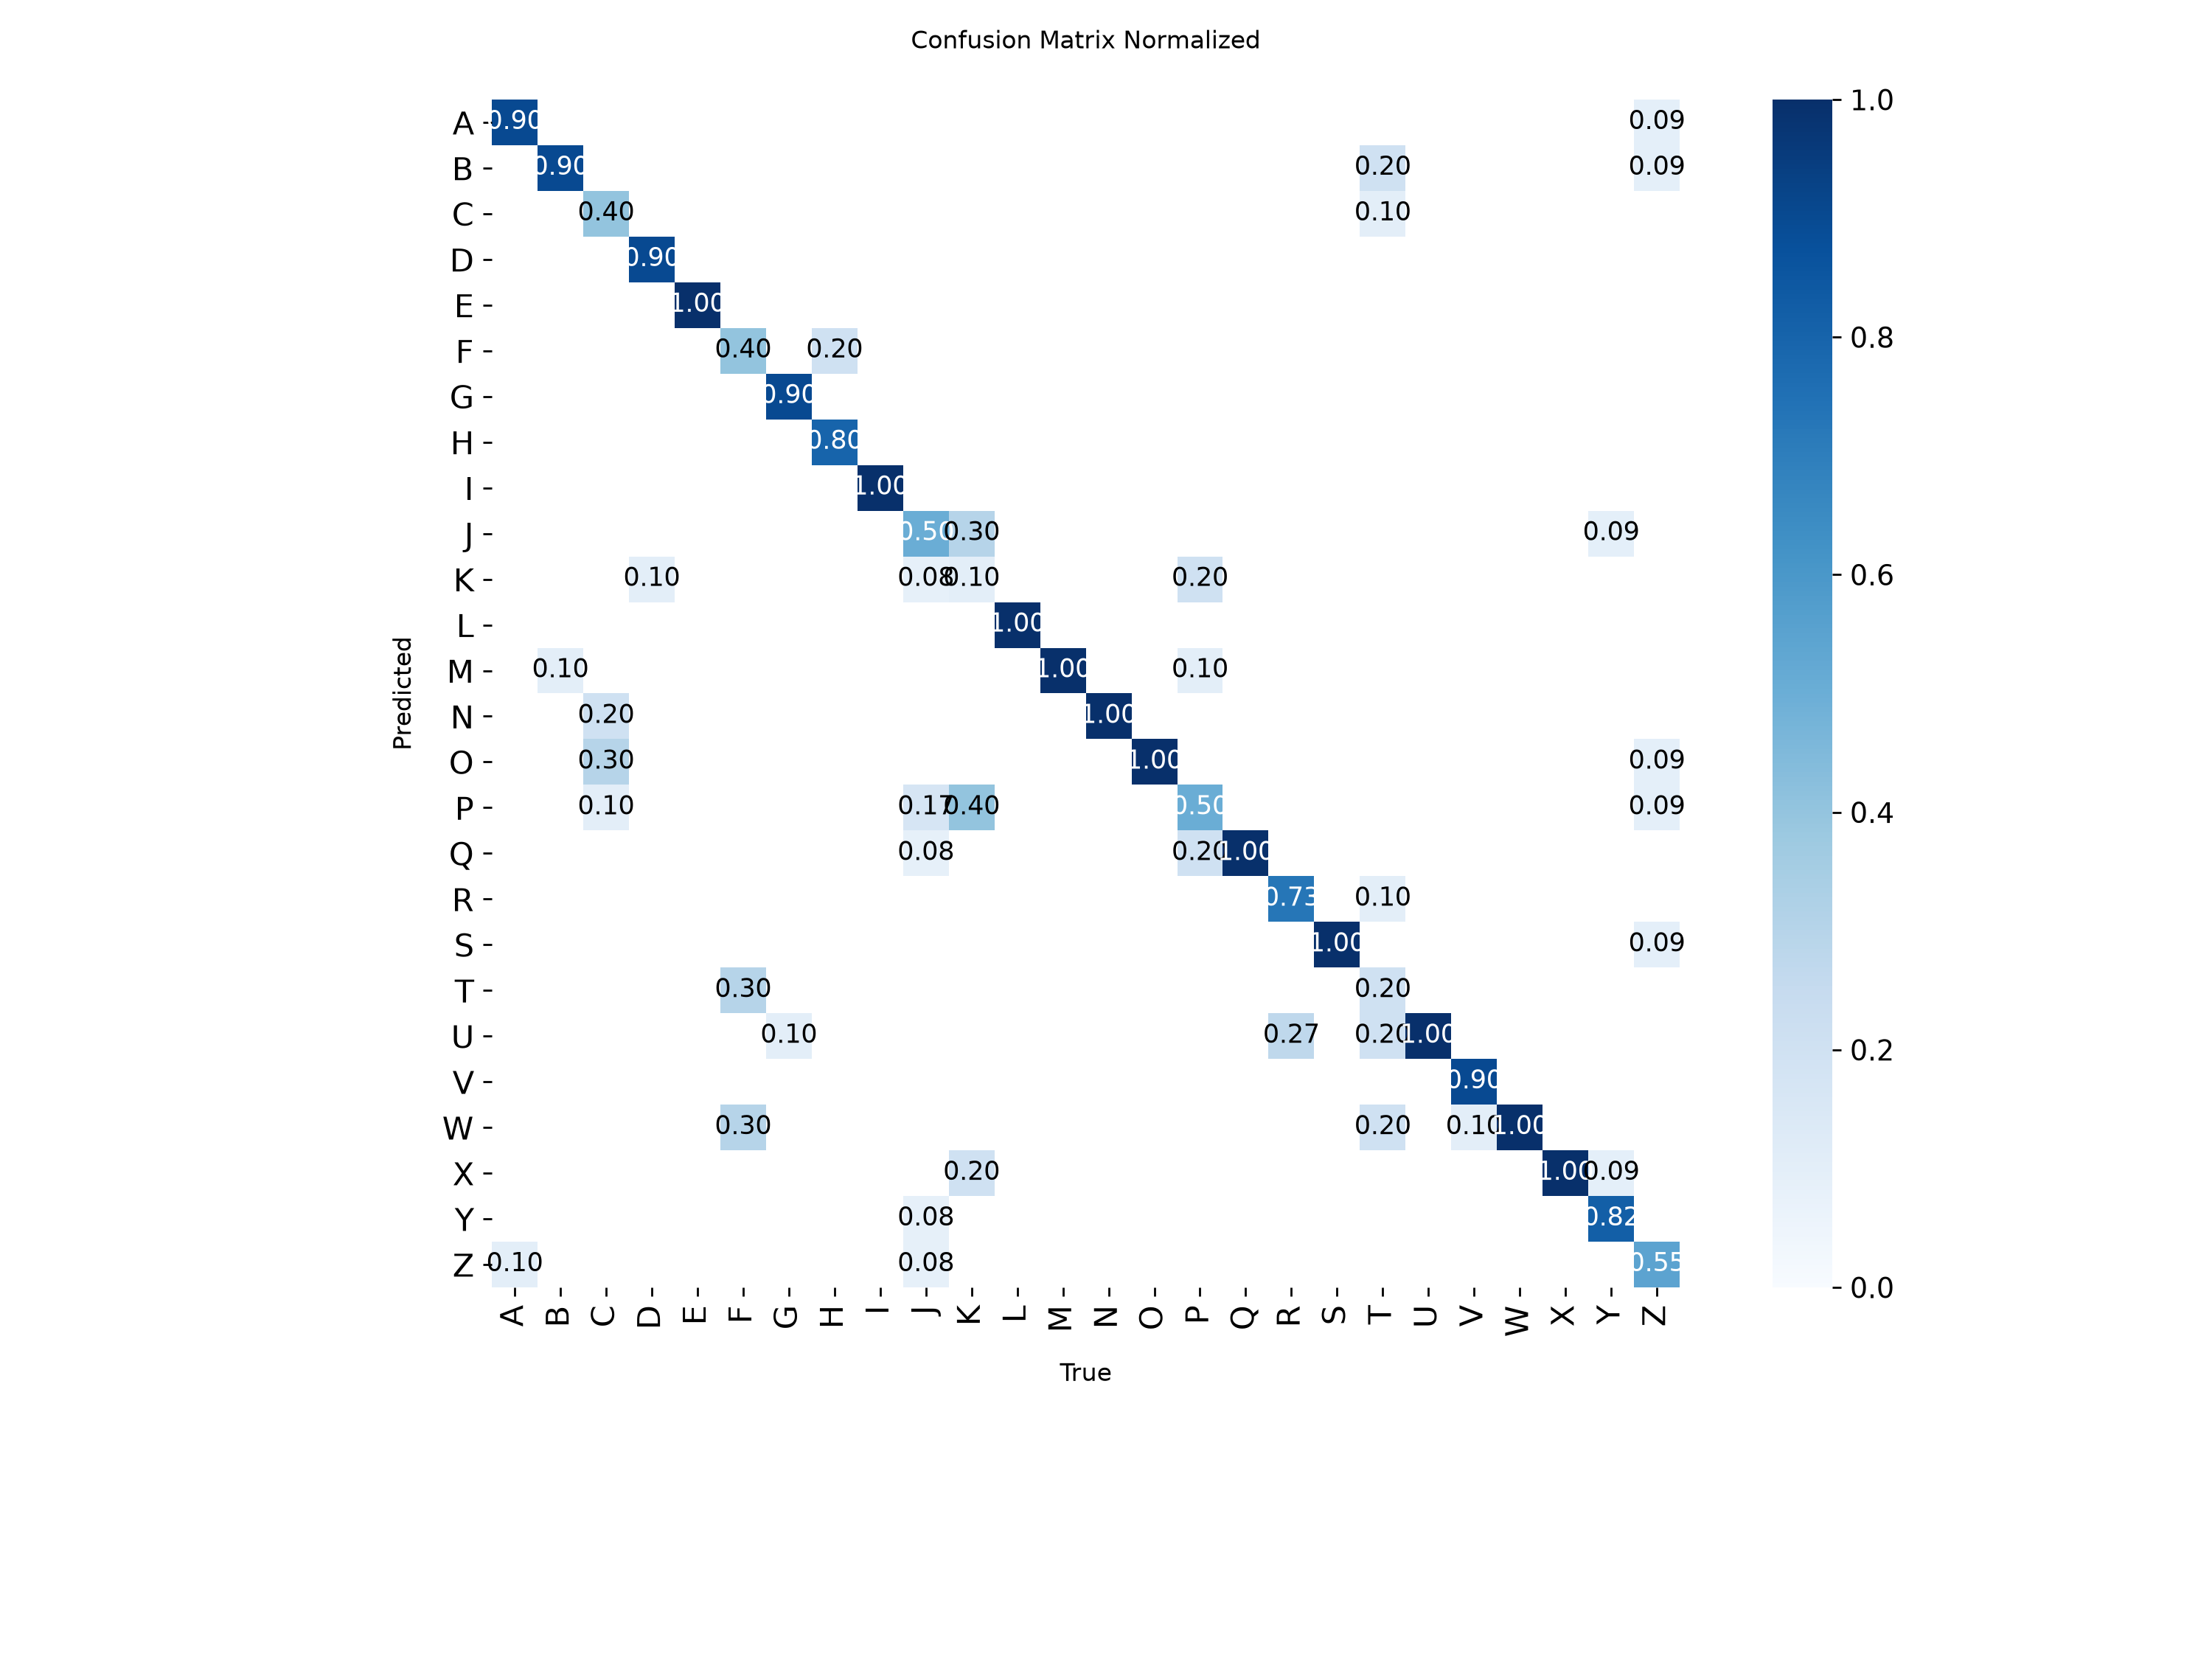 Confusion Matrix Normalized
A 0.90 0.09 1.0
B 0.90 0.20 0.09
C 0.40 0.10
D 0.90
E 1.00
F 0.40 0.20 0.8
G 0.90
H 0.80
I 1.00
J 0.50 0.30 0.09
K 0.10 0.08 0.10 0.20 0.6
L 1.00
M 0.10 1.00 0.10
Predicted
N 0.20 1.00
O 0.30 1.00 0.09
P 0.10 0.17 0.40 0.50 0.09 0.4
Q 0.08 0.20 1.00
R 0.73 0.10
S 1.00 0.09
T 0.30 0.20
U 0.10 0.27 0.20 1.00 0.2
V 0.90
W 0.30 0.20 0.10 1.00
X 0.20 1.00 0.09
Y 0.08 0.82
Z 0.10 0.08 0.55 0.0
A B C D E F G H I J K L M N O P Q R S T U V W X Y Z
True